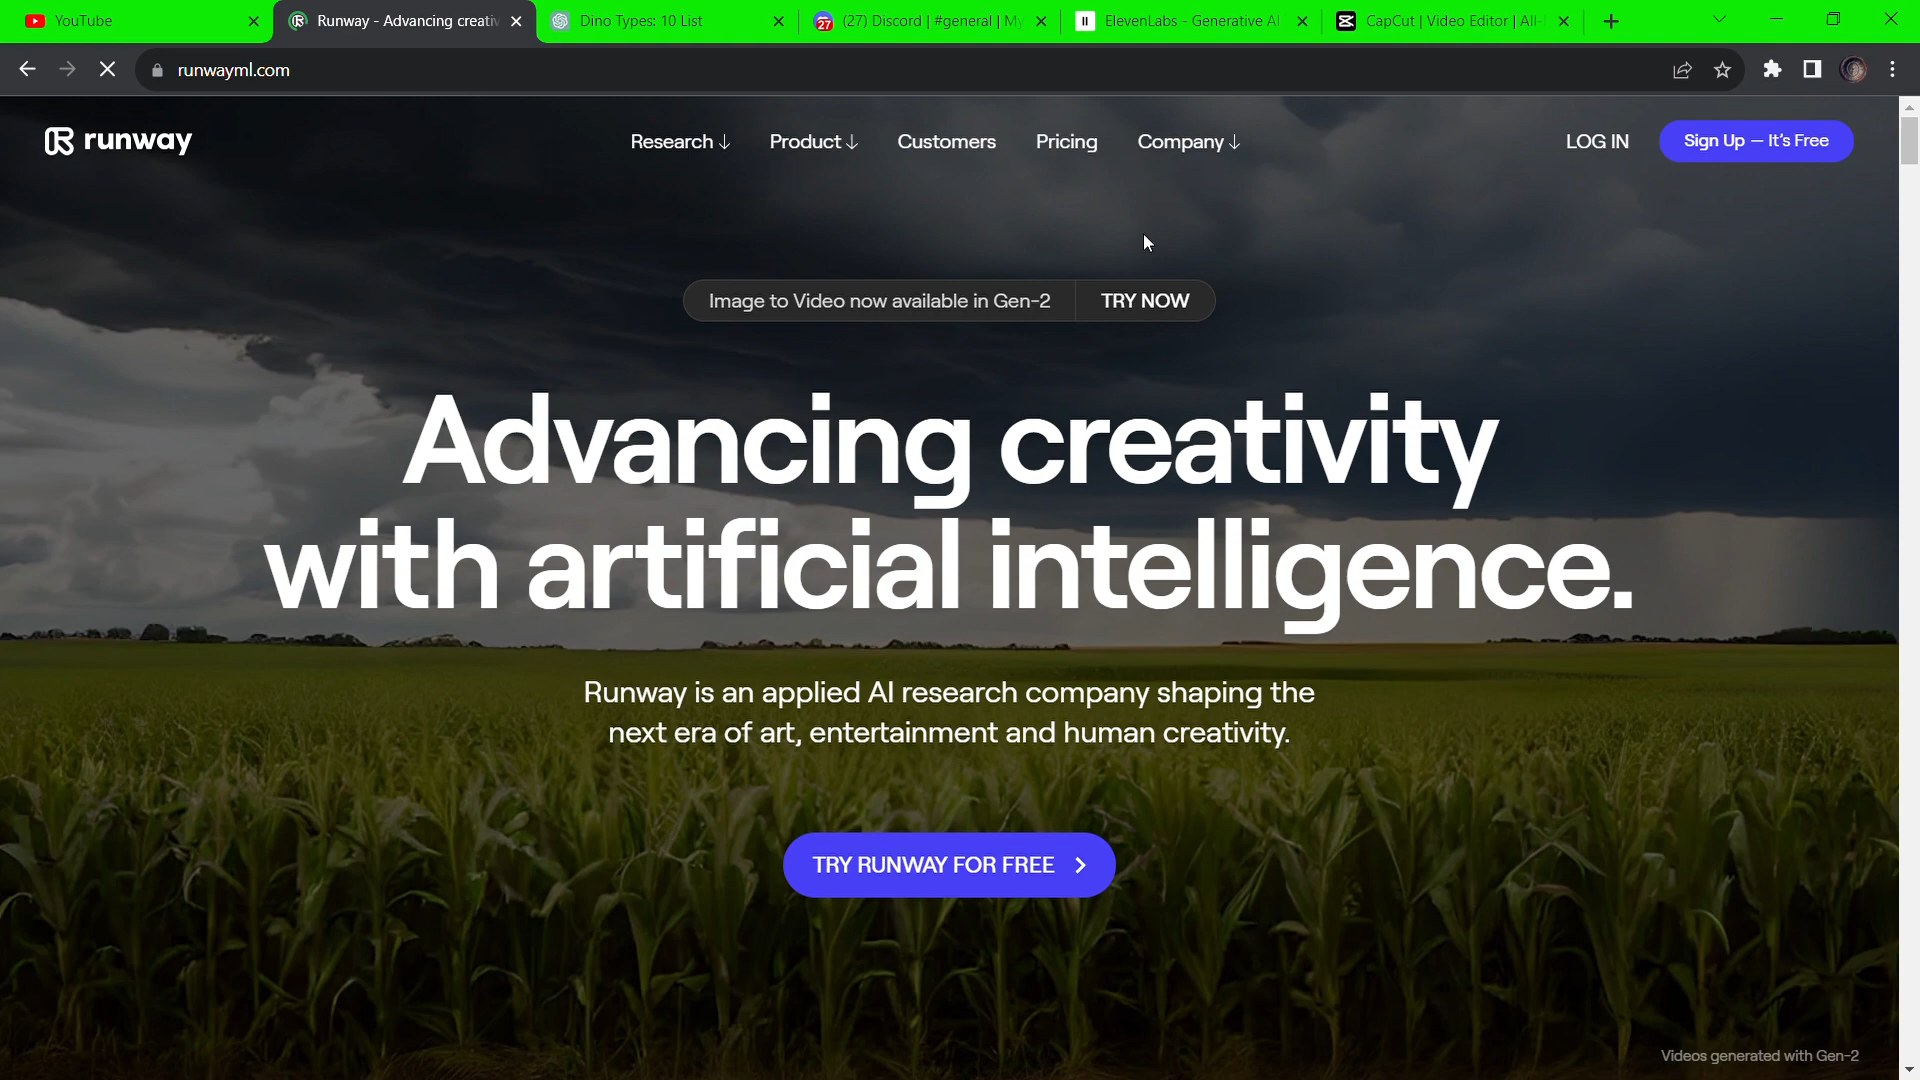 YouTube
Runway - Advancing creativ
Dino Types: 10 List
27
(27) Discord | #general | My
ElevenLabs - Generative AI
CapCut | Video Editor | All-
runwayml.com
runway
Research ↓
Product ↓
Customers
Pricing
Company ↓
LOG IN
Sign Up — It's Free
Image to Video now available in Gen-2
TRY NOW
Advancing creativity
with artificial intelligence.
Runway is an applied AI research company shaping the
next era of art, entertainment and human creativity.
TRY RUNWAY FOR FREE >
Videos generated with Gen-2